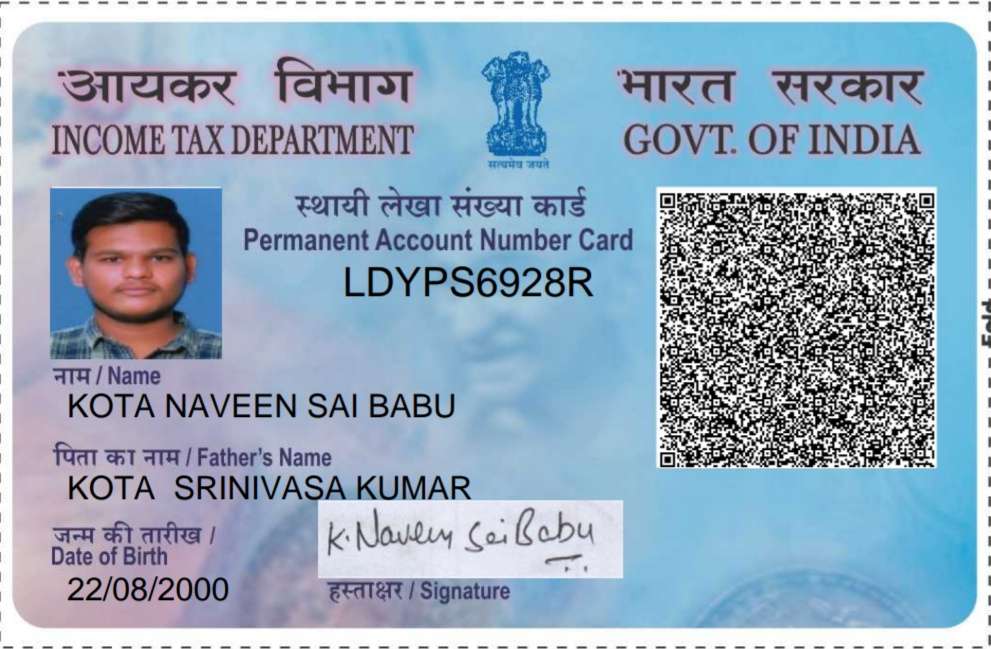 आयकर विभाग
INCOME TAX DEPARTMENT
सत्यमेव जयते
भारत सरकार
GOVT. OF INDIA
स्थायी लेखा संख्या कार्ड
Permanent Account Number Card
LDYPS6928R
नाम / Name
KOTA NAVEEN SAI BABU
पिता का नाम / Father's Name
KOTA SRINIVASA KUMAR
जन्म की तारीख /
Date of Birth
22/08/2000
K. Naveen Sai Babu
हस्ताक्षर / Signature